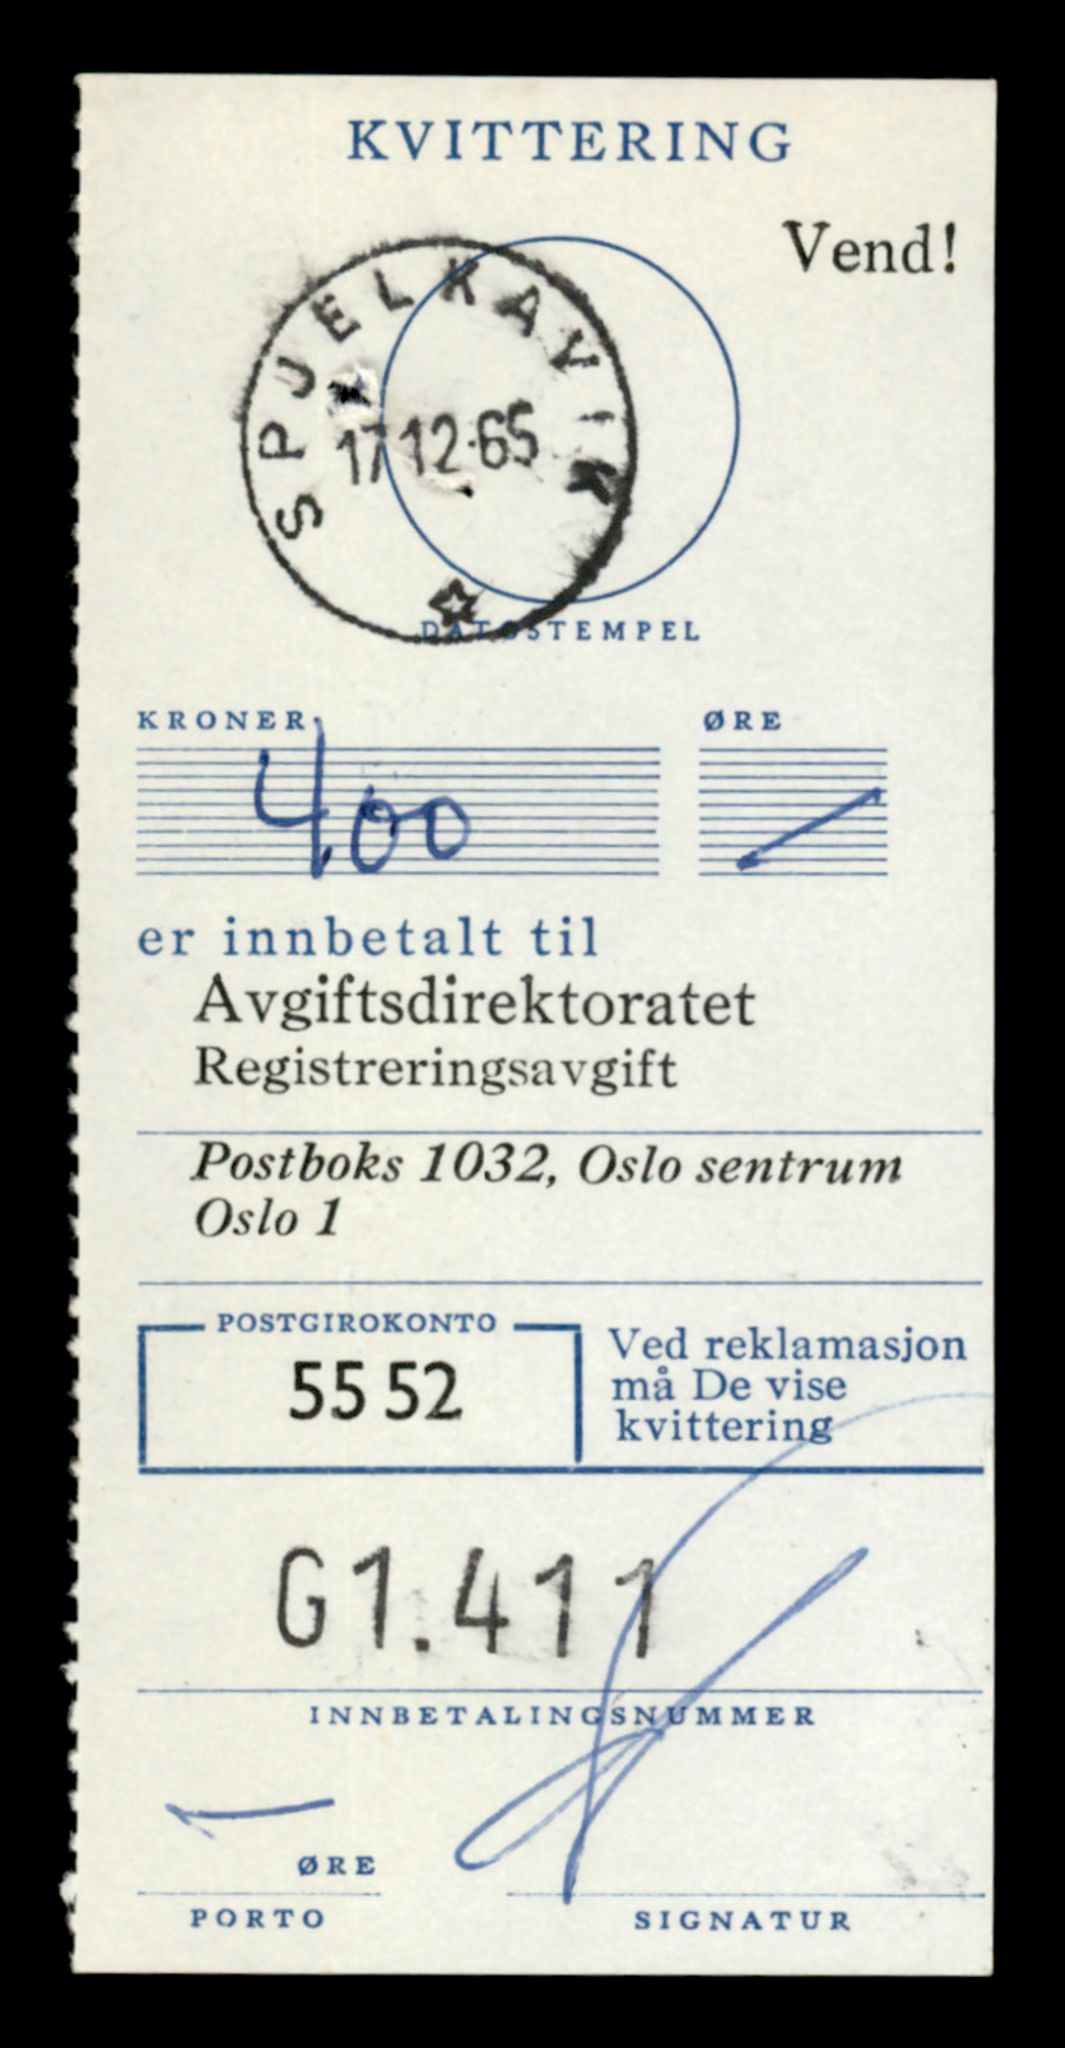 KVITTERING
Vend!
SPJELKAVIK
17 12.65
DATOSTEMPEL
KRONER ØRE
400 —
er innbetalt til
Avgiftsdirektoratet
Registreringsavgift
Postboks 1032, Oslo sentrum
Oslo 1
POSTGIROKONTO
55 52
Ved reklamasjon
må De vise
kvittering
G1.411
INNBETALINGSNUMMER
—
ØRE
PORTO SIGNATUR